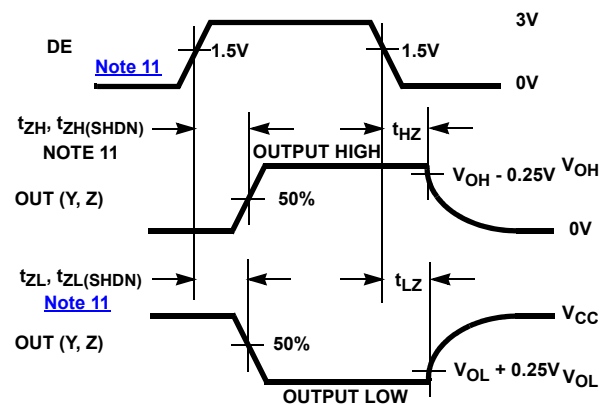 3V
DE
1.5V
1.5V
Note 11
0V
tZH, tZH(SHDN)
NOTE 11
tHZ
OUTPUT HIGH
VOH - 0.25V
VOH
OUT (Y, Z)
50%
0V
tZL, tZL(SHDN)
Note 11
tLZ
VCC
OUT (Y, Z)
50%
VOL + 0.25V
VOL
OUTPUT LOW